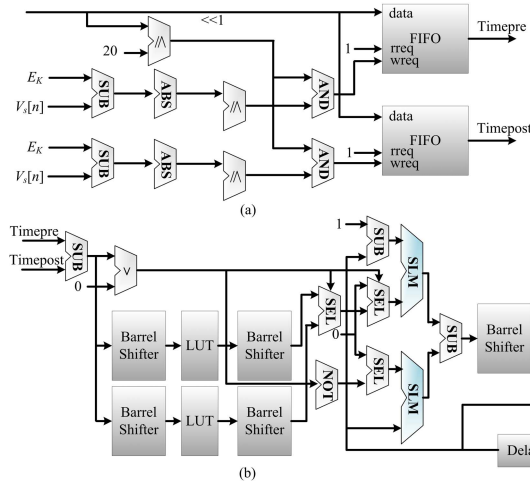 <<1
data
Timepre
//\
FIFO
20
1
rreq
wreq
E_K
V_s[n]
SUB
ABS
//\
AND
data
Timepost
FIFO
E_K
V_s[n]
SUB
ABS
//\
AND
1
rreq
wreq
(a)
Timepre
Timepost
SUB
0
<
1
SUB
SLM
SEL
SEL
0
SUB
Barrel
Shifter
Barrel
Shifter
LUT
Barrel
Shifter
NOT
SEL
SLM
Barrel
Shifter
LUT
Barrel
Shifter
Dela
(b)